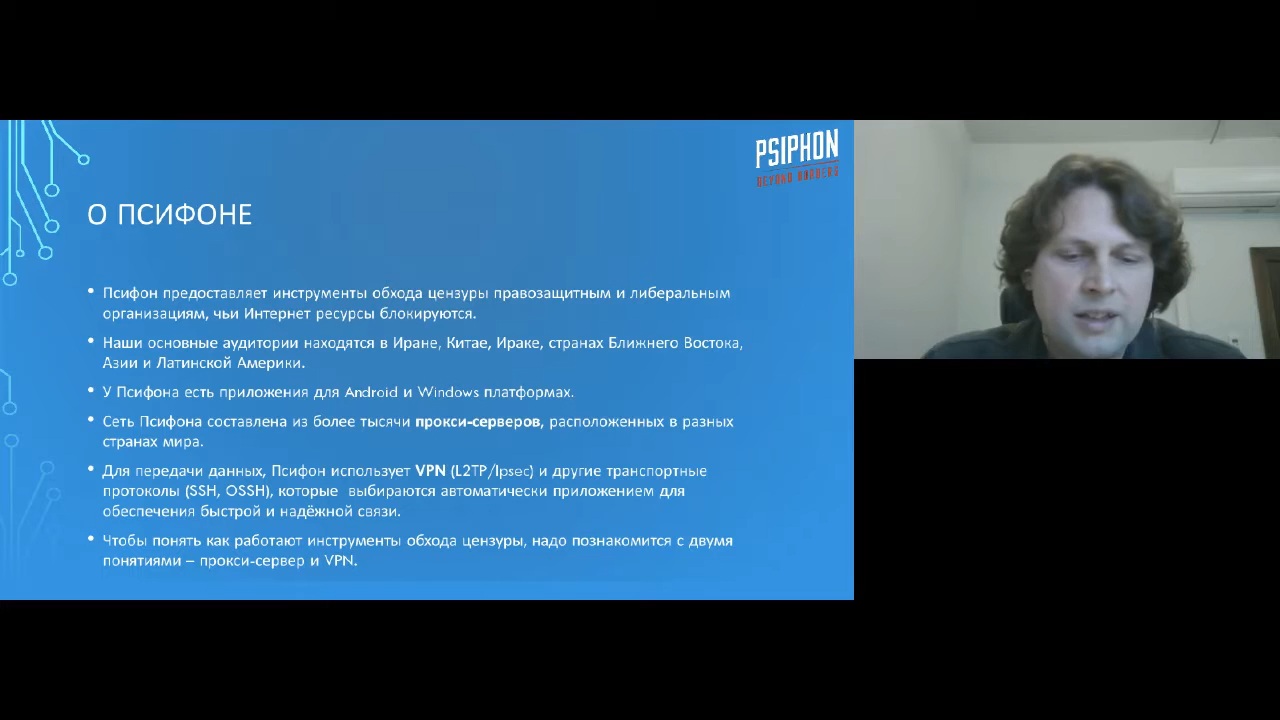 PSIPHON
BEYOND BORDERS
О ПСИФОНЕ
• Псифон предоставляет инструменты обхода цензуры правозащитным и либеральным
организациям, чьи Интернет ресурсы блокируются.
• Наши основные аудитории находятся в Иране, Китае, Ираке, странах Ближнего Востока,
Азии и Латинской Америки.
• У Псифона есть приложения для Android и Windows платформах.
• Сеть Псифона составлена из более тысячи прокси-серверов, расположенных в разных
странах мира.
• Для передачи данных, Псифон использует VPN (L2TP/Ipsec) и другие транспортные
протоколы (SSH, OSSH), которые выбираются автоматически приложением для
обеспечения быстрой и надёжной связи.
• Чтобы понять как работают инструменты обхода цензуры, надо познакомится с двумя
понятиями – прокси-сервер и VPN.